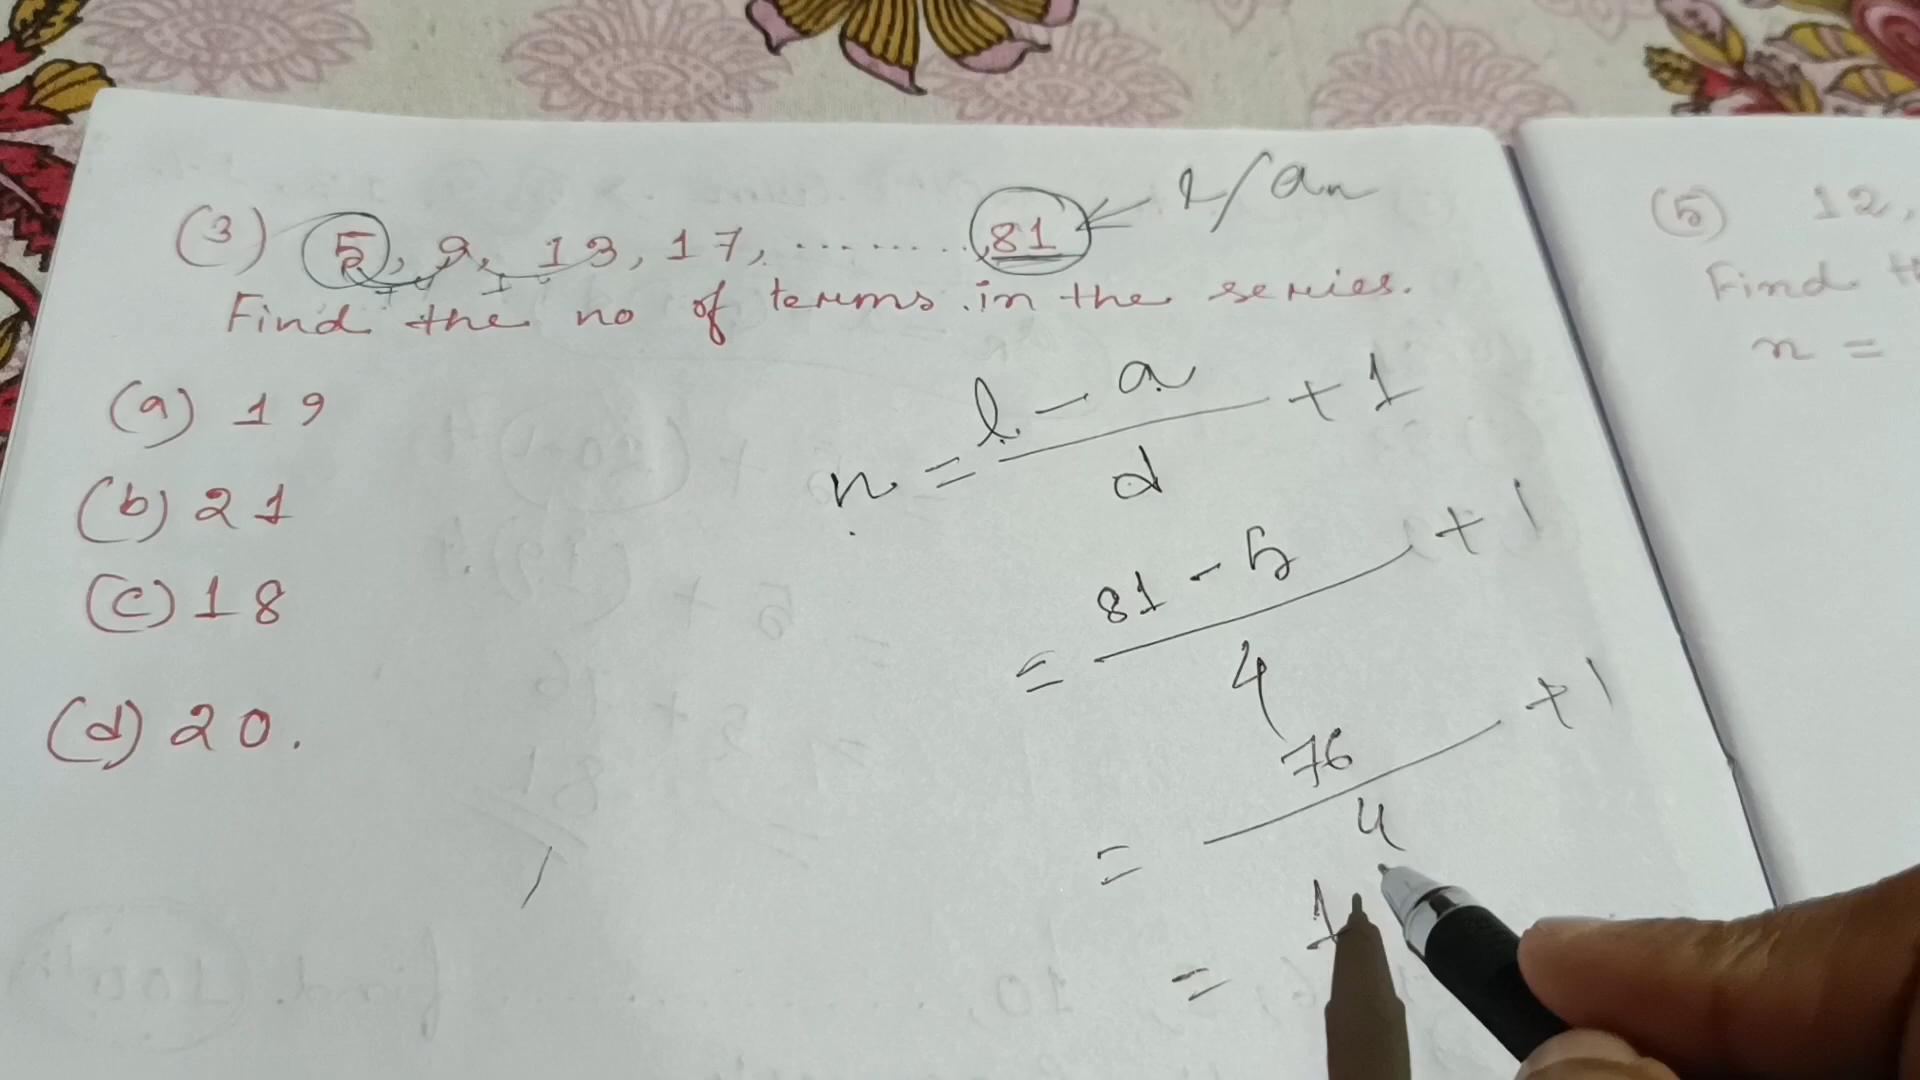 (3) 5, 9, 13, 17, ........, 81 ← l/an
Find the no of terms in the series.
(a) 19
(b) 21
(c) 18
(d) 20.
n = l - a / d + 1
= 81 - 5 / 4 + 1
= 76 / 4 + 1
= 1
(5) 12,
Find
n =